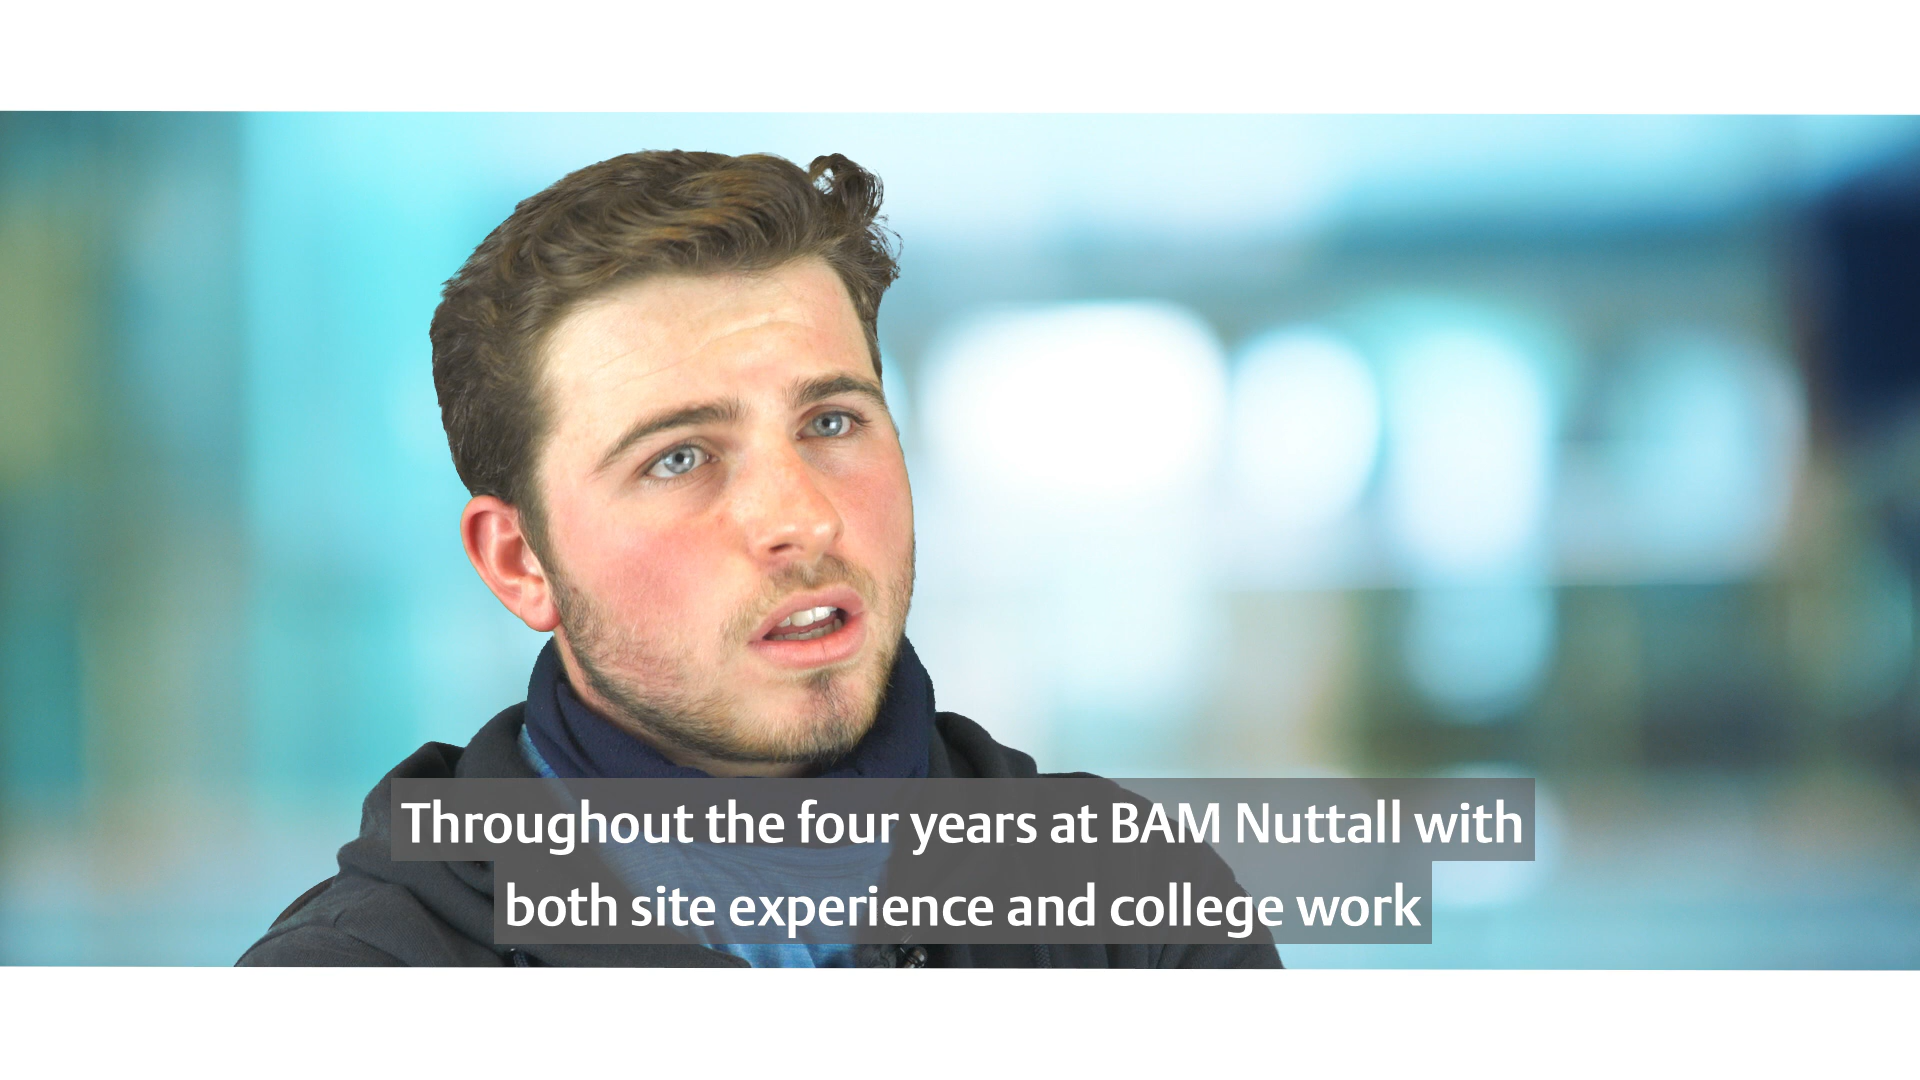 Throughout the four years at BAM Nuttall with
both site experience and college work